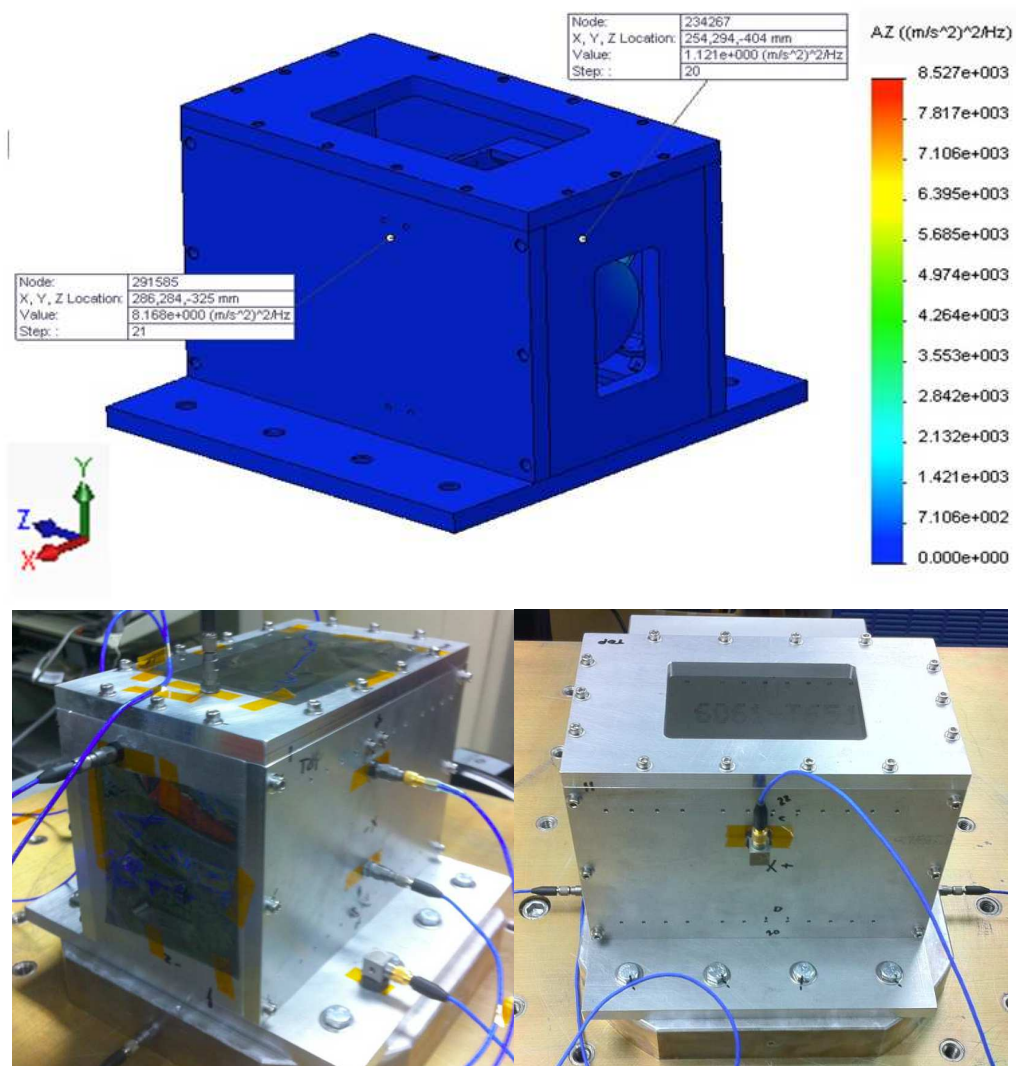 Node: 234267
X, Y, Z Location: 254,294,-404 mm
Value: 1.121e+000 (m/s^2)^2/Hz
Step: : 20
AZ ((m/s^2)^2/Hz)
8.527e+003
7.817e+003
7.106e+003
6.395e+003
5.685e+003
4.974e+003
4.264e+003
3.553e+003
2.842e+003
2.132e+003
1.421e+003
7.106e+002
0.000e+000
Node: 291585
X, Y, Z Location: 286,284,-325 mm
Value: 8.168e+000 (m/s^2)^2/Hz
Step: : 21
Y
Z
X
TOP
TOP
22
X+
D
20